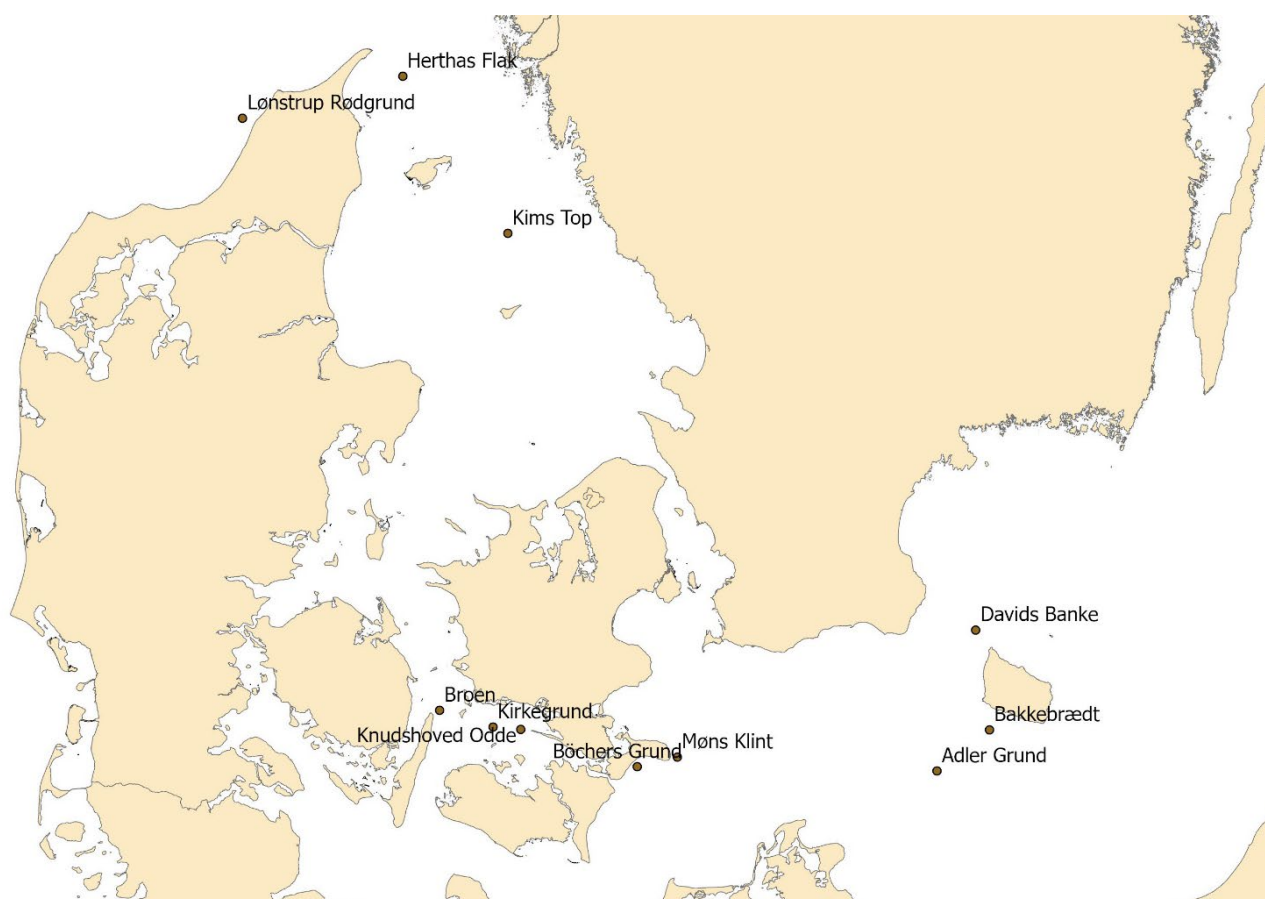 Herthas Flak
Lønstrup Rødgrund
Kims Top
Davids Banke
Broen
Kirkegrund
Bakkebrædt
Knudshoved Odde
Møns Klint
Böchers Grund
Adler Grund